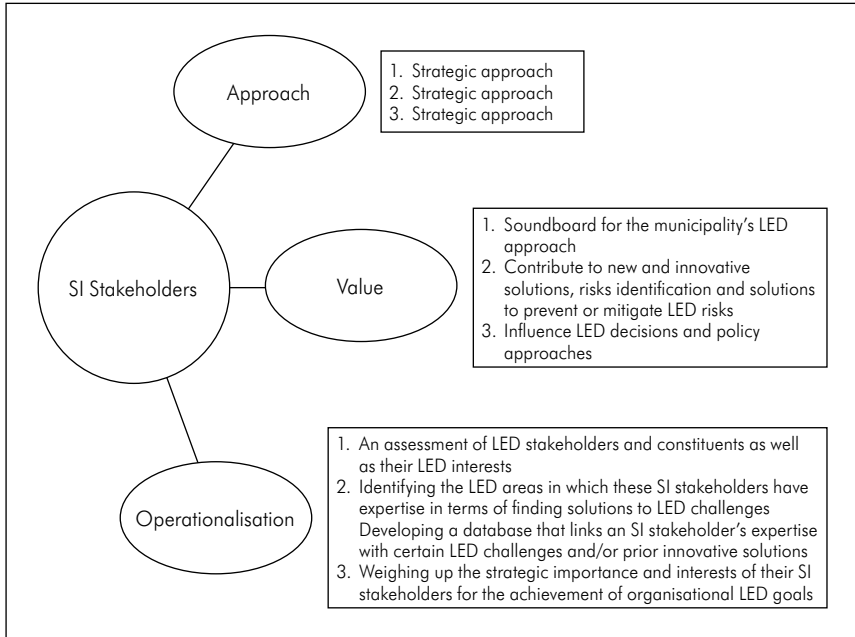 Approach
1. Strategic approach
2. Strategic approach
3. Strategic approach
SI Stakeholders
Value
1. Soundboard for the municipality's LED
approach
2. Contribute to new and innovative
solutions, risks identification and solutions
to prevent or mitigate LED risks
3. Influence LED decisions and policy
approaches
Operationalisation
1. An assessment of LED stakeholders and constituents as well
as their LED interests
2. Identifying the LED areas in which these SI stakeholders have
expertise in terms of finding solutions to LED challenges
Developing a database that links an SI stakeholder's expertise
with certain LED challenges and/or prior innovative solutions
3. Weighing up the strategic importance and interests of their SI
stakeholders for the achievement of organisational LED goals